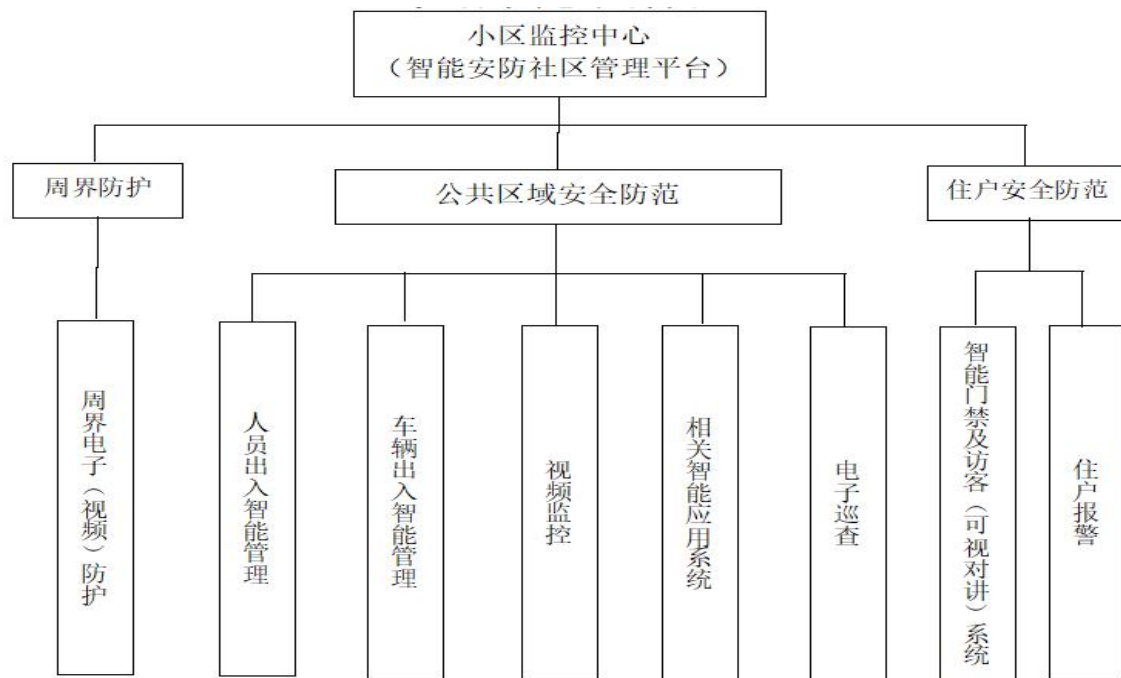 小区监控中心
（智能安防社区管理平台）
周界防护
公共区域安全防范
住户安全防范
周界电子（视频）防护
人员出入智能管理
车辆出入智能管理
视频监控
相关智能应用系统
电子巡查
智能门禁及访客（可视对讲）系统
住户报警